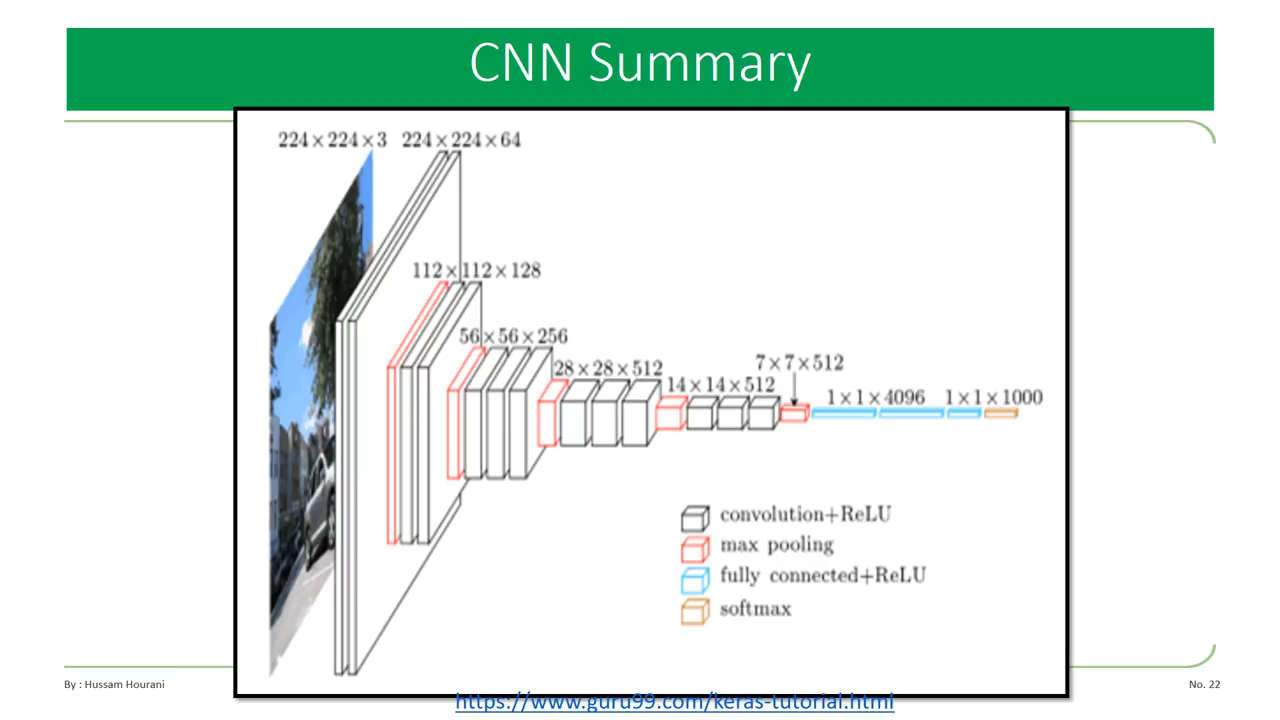 CNN Summary
224×224×3 224×224×64
112×112×128
56×56×256
28×28×512
7×7×512
14×14×512
1×1×4096 1×1×1000
convolution+ReLU
max pooling
fully connected+ReLU
softmax
By : Hussam Hourani
No. 22
https://www.guru99.com/keras-tutorial.html